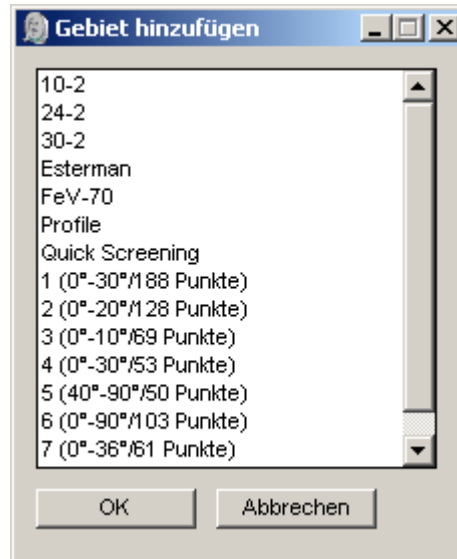 Gebiet hinzufügen
10-2
24-2
30-2
Esterman
FeV-70
Profile
Quick Screening
1 (0°-30°/188 Punkte)
2 (0°-20°/128 Punkte)
3 (0°-10°/69 Punkte)
4 (0°-30°/53 Punkte)
5 (40°-90°/50 Punkte)
6 (0°-90°/103 Punkte)
7 (0°-36°/61 Punkte)
OK Abbrechen